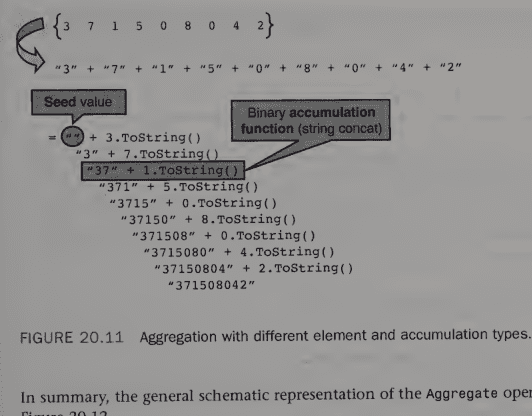 {3 7 1 5 0 8 0 4 2}
"3" + "7" + "1" + "5" + "0" + "8" + "0" + "4" + "2"
Seed value
Binary accumulation
function (string concat)
= "" + 3.ToString()
"3" + 7.ToString()
"37" + 1.ToString()
"371" + 5.ToString()
"3715" + 0.ToString()
"37150" + 8.ToString()
"371508" + 0.ToString()
"3715080" + 4.ToString()
"37150804" + 2.ToString()
"371508042"
FIGURE 20.11 Aggregation with different element and accumulation types.
In summary, the general schematic representation of the Aggregate oper
Figure 20.12